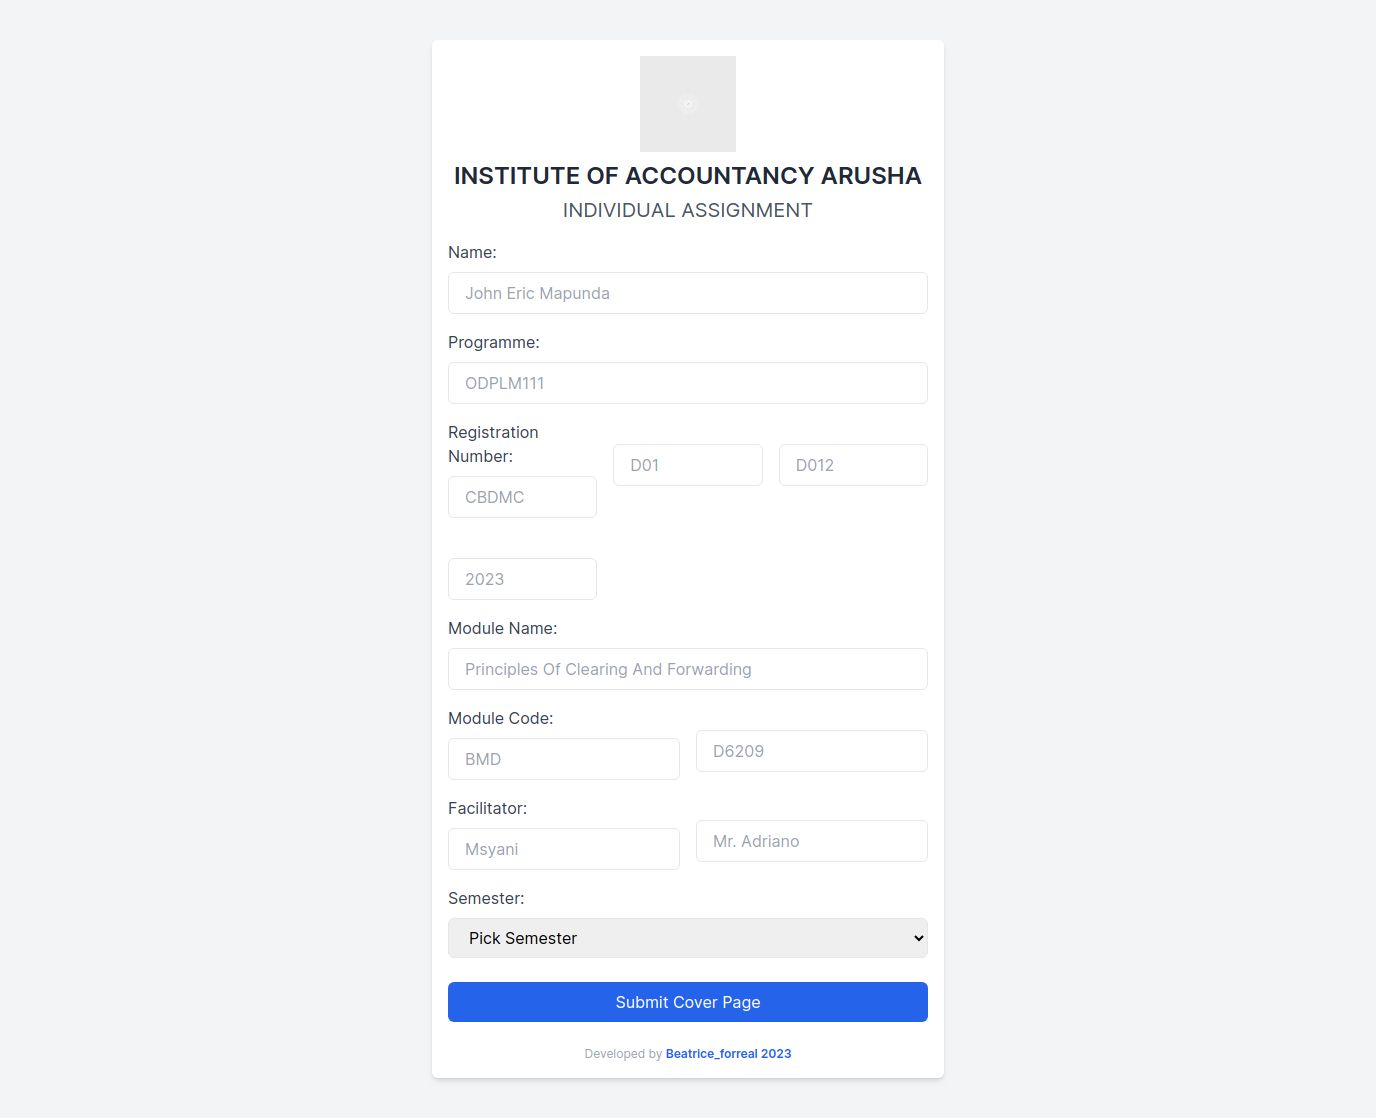 INSTITUTE OF ACCOUNTANCY ARUSHA
INDIVIDUAL ASSIGNMENT
Name:
John Eric Mapunda
Programme:
ODPLM111
Registration
Number:
CBDMC
D01
D012
2023
Module Name:
Principles Of Clearing And Forwarding
Module Code:
BMD
D6209
Facilitator:
Msyani
Mr. Adriano
Semester:
Pick Semester
Submit Cover Page
Developed by Beatrice_forreal 2023